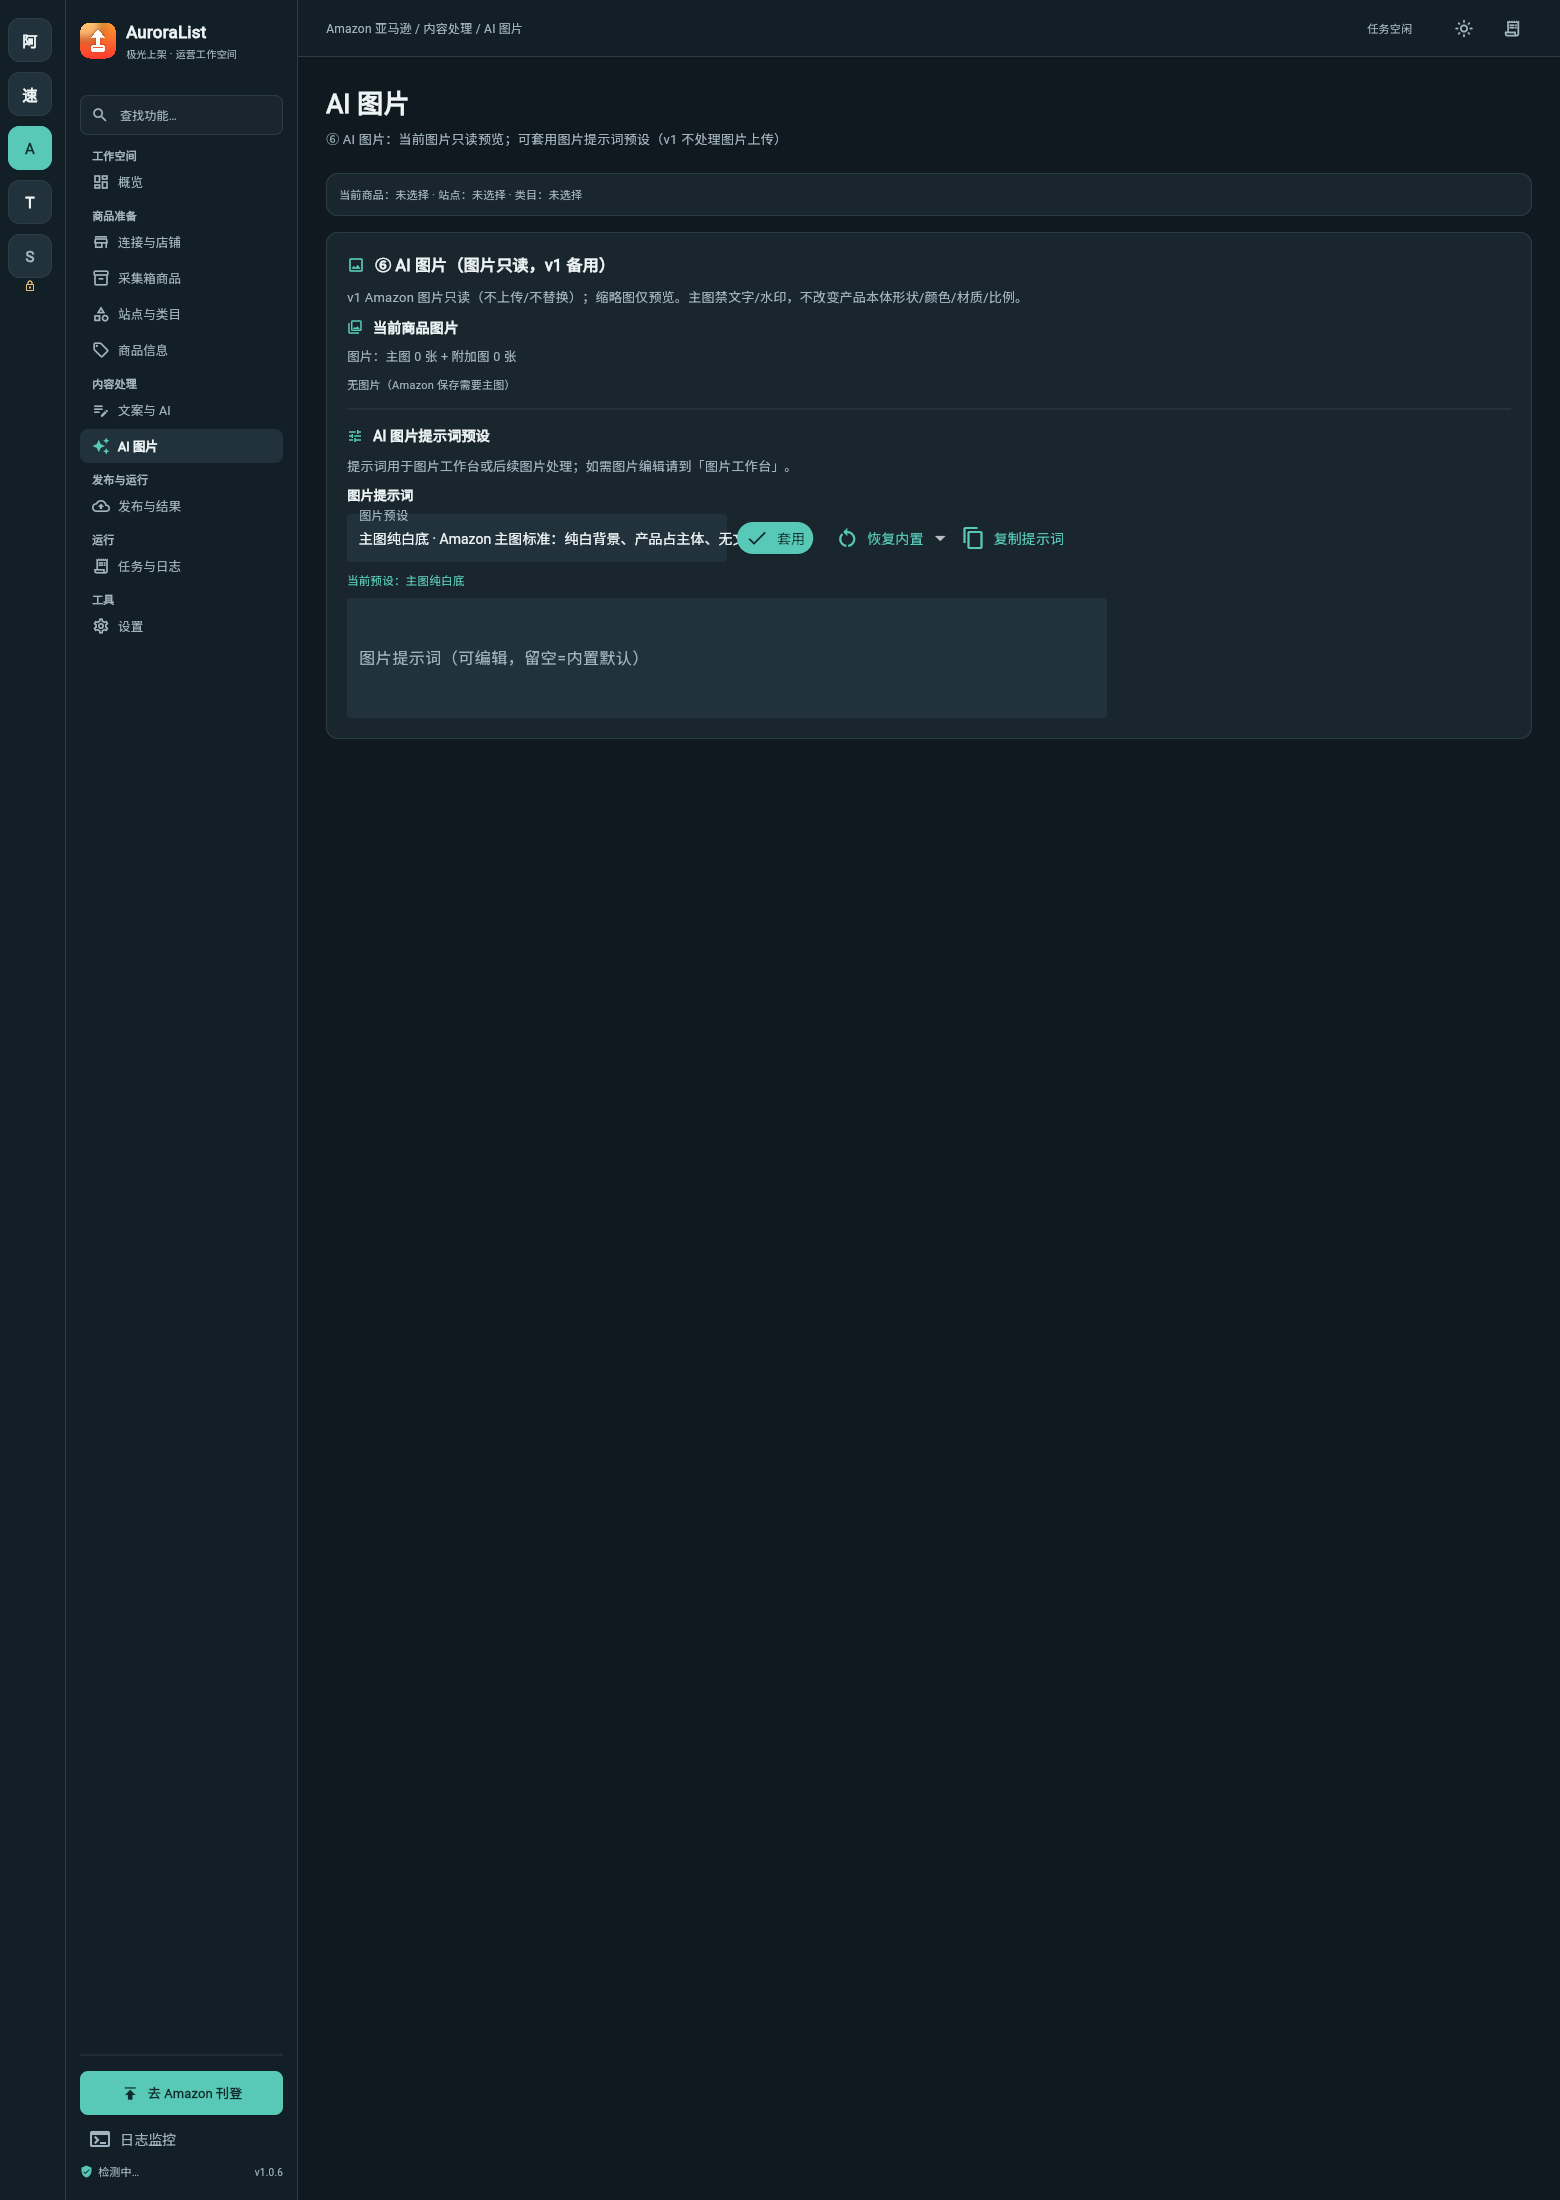 阿
速
A
T
S
AuroraList
极光上架 · 运营工作空间
查找功能...
工作空间
概览
商品准备
连接与店铺
采集箱商品
站点与类目
商品信息
内容处理
文案与 AI
AI 图片
发布与运行
发布与结果
运行
任务与日志
工具
设置
去 Amazon 刊登
日志监控
检测中...
v1.0.6
Amazon 亚马逊 / 内容处理 / AI 图片
任务空闲
AI 图片
⑥ AI 图片：当前图片只读预览；可套用图片提示词预设（v1 不处理图片上传）
当前商品：未选择 · 站点：未选择 · 类目：未选择
⑥ AI 图片（图片只读，v1 备用）
v1 Amazon 图片只读（不上传/不替换）；缩略图仅预览。主图禁文字/水印，不改变产品本体形状/颜色/材质/比例。
当前商品图片
图片：主图 0 张 + 附加图 0 张
无图片（Amazon 保存需要主图）
AI 图片提示词预设
提示词用于图片工作台或后续图片处理；如需图片编辑请到「图片工作台」。
图片提示词
图片预设
主图纯白底 · Amazon 主图标准：纯白背景、产品占主体、无
套用
恢复内置
复制提示词
当前预设：主图纯白底
图片提示词（可编辑，留空=内置默认）